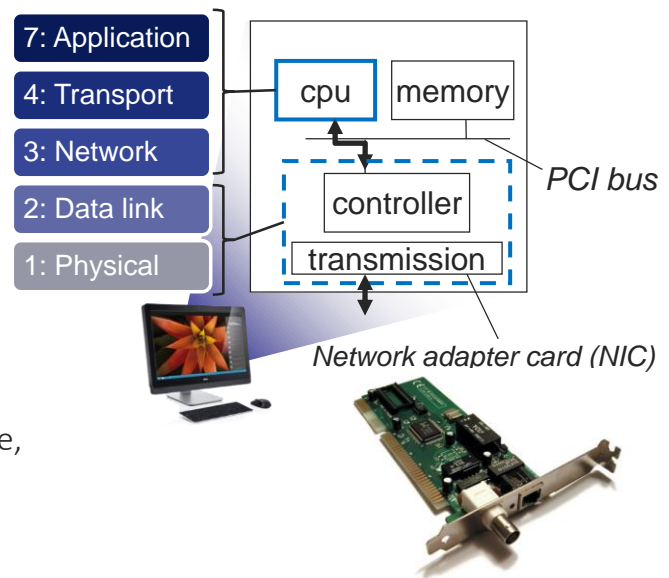 7: Application
4: Transport
3: Network
2: Data link
1: Physical
cpu
memory
PCI bus
controller
transmission
Network adapter card (NIC)
e,